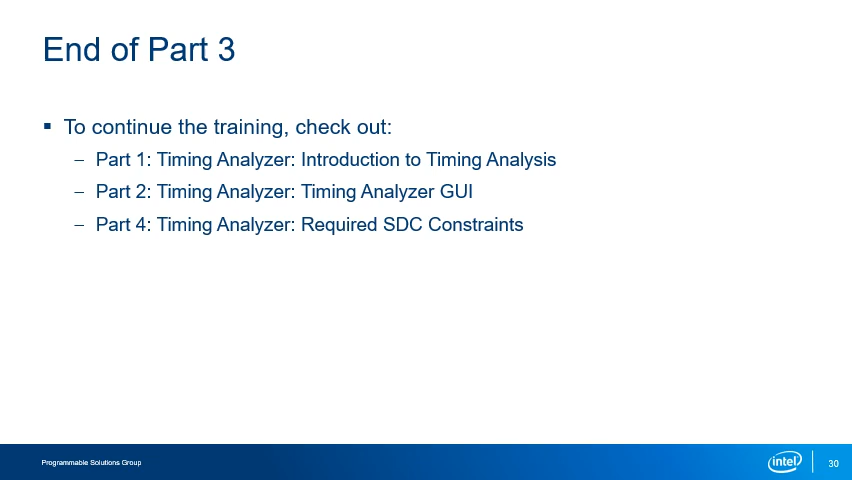 End of Part 3
▪ To continue the training, check out:
– Part 1: Timing Analyzer: Introduction to Timing Analysis
– Part 2: Timing Analyzer: Timing Analyzer GUI
– Part 4: Timing Analyzer: Required SDC Constraints
Programmable Solutions Group
intel
30